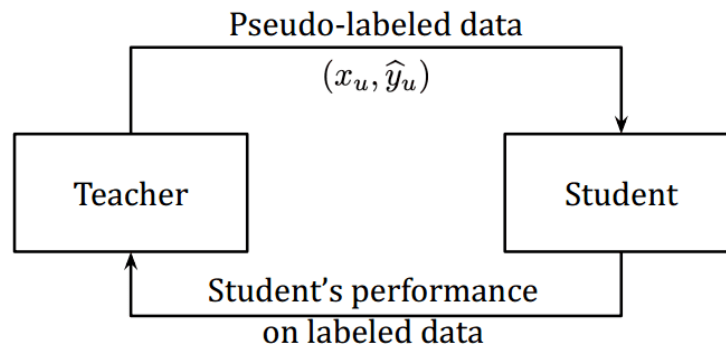 Pseudo-labeled data
(x_u, ŷ_u)
Teacher
Student
Student’s performance
on labeled data